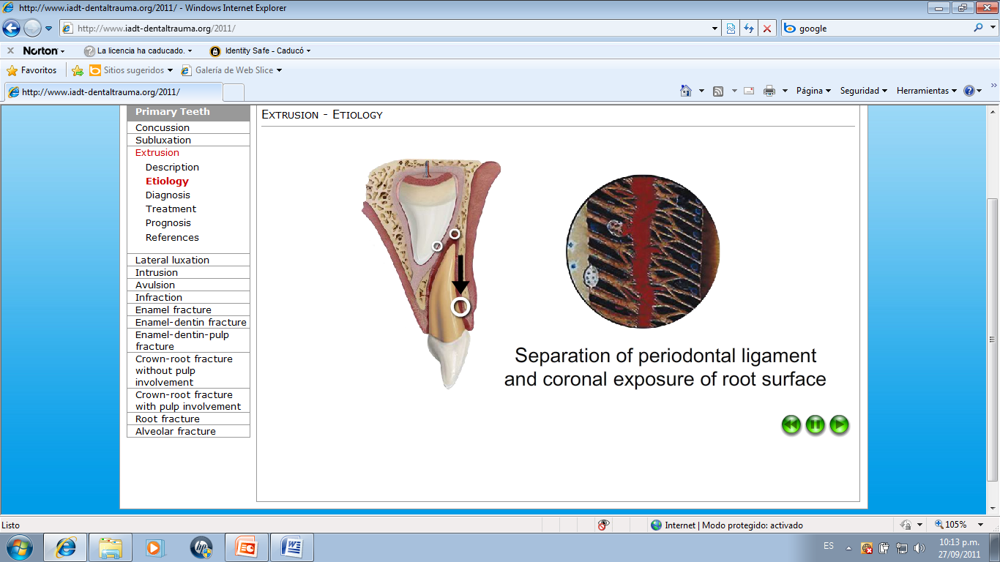 http://www.iadt-dentaltrauma.org/2011/ - Windows Internet Explorer
http://www.iadt-dentaltrauma.org/2011/
google
x Norton
La licencia ha caducado.
Identity Safe - Caducó
Favoritos
Sitios sugeridos
Galería de Web Slice
http://www.iadt-dentaltrauma.org/2011/
Página
Seguridad
Herramientas
Primary Teeth
Concussion
Subluxation
Extrusion
Description
Etiology
Diagnosis
Treatment
Prognosis
References
Lateral luxation
Intrusion
Avulsion
Infraction
Enamel fracture
Enamel-dentin fracture
Enamel-dentin-pulp
fracture
Crown-root fracture
without pulp
involvement
Crown-root fracture
with pulp involvement
Root fracture
Alveolar fracture
Extrusion - Etiology
Separation of periodontal ligament
and coronal exposure of root surface
Listo
Internet | Modo protegido: activado
105%
ES
10:13 p.m.
27/09/2011